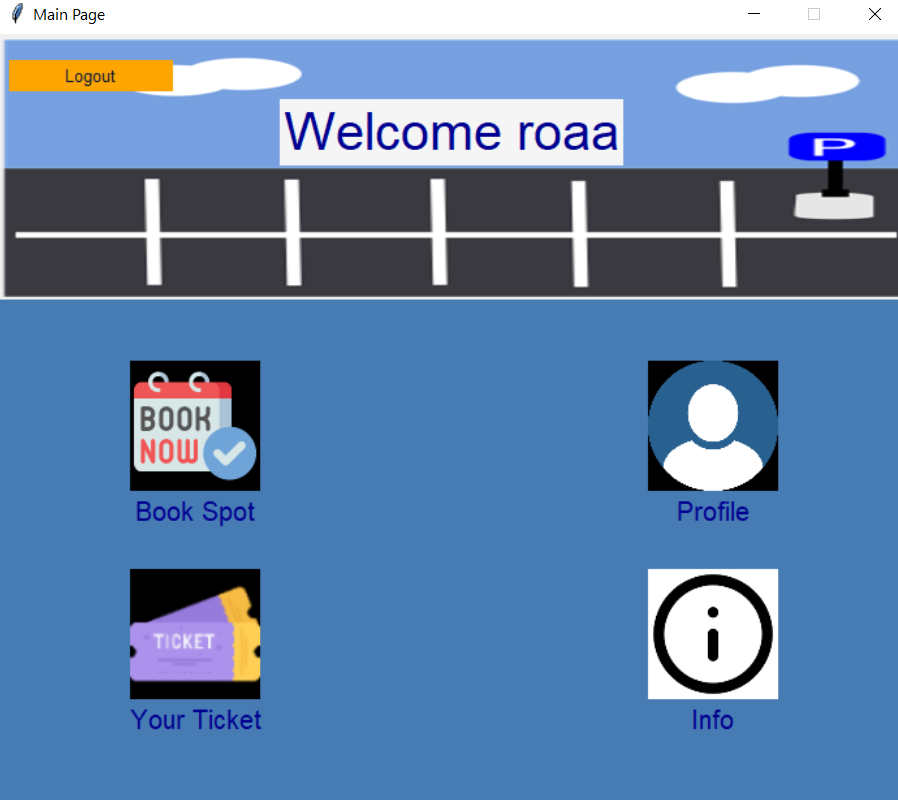 Main Page
Logout
Welcome roaa
P
BOOK
NOW
Book Spot
Profile
TICKET
i
Your Ticket
Info